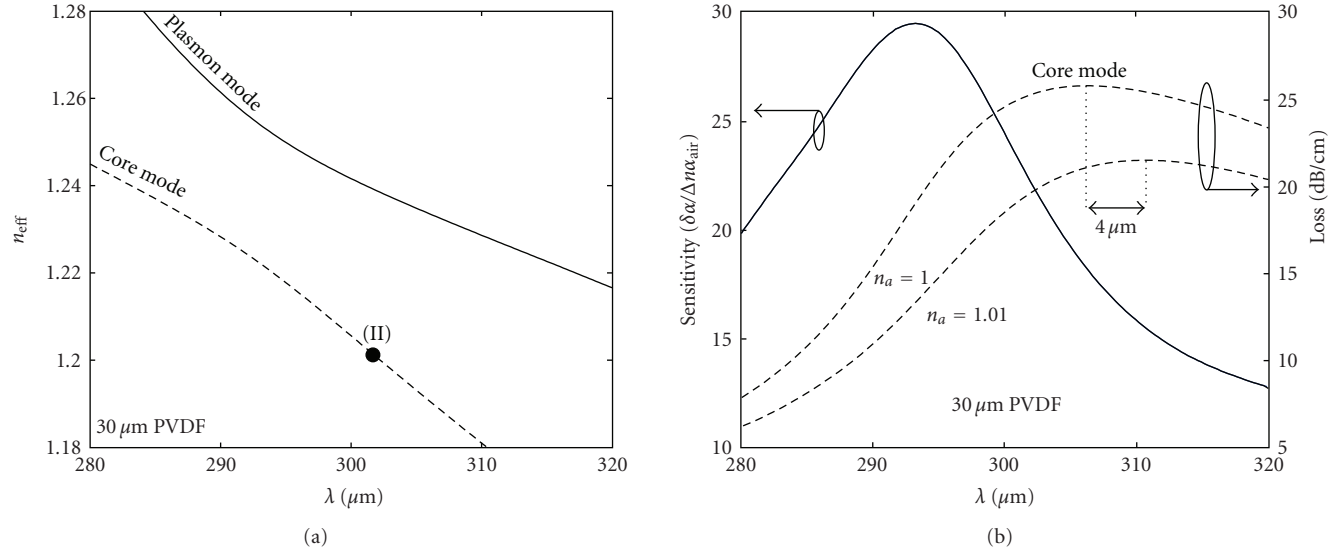 1.28
1.26
1.24
1.22
1.2
1.18
n_eff
Plasmon mode
Core mode
(II)
30 μm PVDF
280 290 300 310 320
λ (μm)
(a)
30
25
20
15
10
Sensitivity (δα/Δnα_air)
Core mode
4 μm
n_a = 1
n_a = 1.01
30 μm PVDF
30
25
20
15
10
5
Loss (dB/cm)
280 290 300 310 320
λ (μm)
(b)